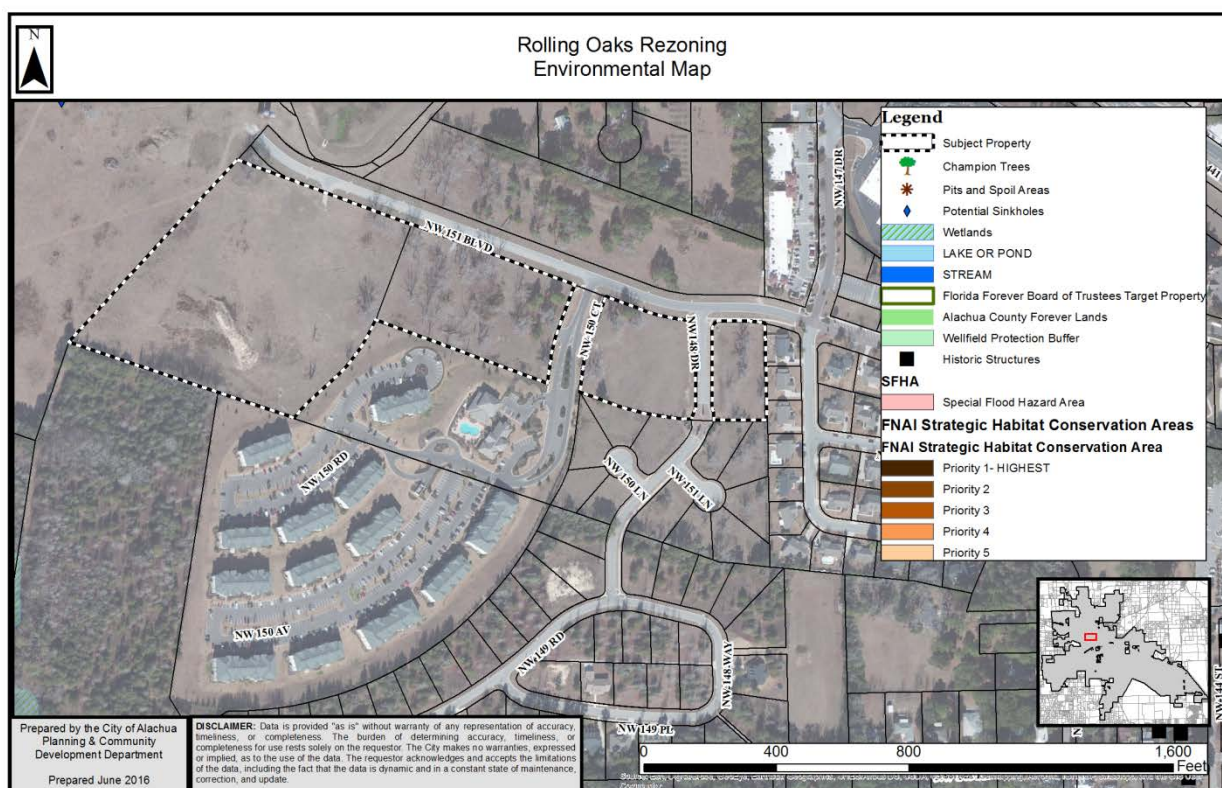 N
Rolling Oaks Rezoning
Environmental Map
Legend
Subject Property
Champion Trees
Pits and Spoil Areas
Potential Sinkholes
Wetlands
LAKE OR POND
STREAM
Florida Forever Board of Trustees Target Property
Alachua County Forever Lands
Wellfield Protection Buffer
Historic Structures
SFHA
Special Flood Hazard Area
FNAI Strategic Habitat Conservation Areas
FNAI Strategic Habitat Conservation Area
Priority 1- HIGHEST
Priority 2
Priority 3
Priority 4
Priority 5
441
NW 147 DR
NW 151 BLVD
NW 150 CT
NW 148 DR
NW 150 RD
NW 150 LN
NW 151 LN
NW 150 AV
NW 149 RD
NW 148 WAY
NW 149 PL
NW 144 ST
N
Prepared by the City of Alachua
Planning & Community
Development Department
Prepared June 2016
DISCLAIMER: Data is provided "as is" without warranty of any representation of accuracy,
timeliness, or completeness. The burden of determining accuracy, timeliness, or
completeness for use rests solely on the requestor. The City makes no warranties, expressed
or implied, as to the use of the data. The requestor acknowledges and accepts the limitations
of the data, including the fact that the data is dynamic and in a constant state of maintenance,
correction, and update.
0 400 800 1,600
Feet